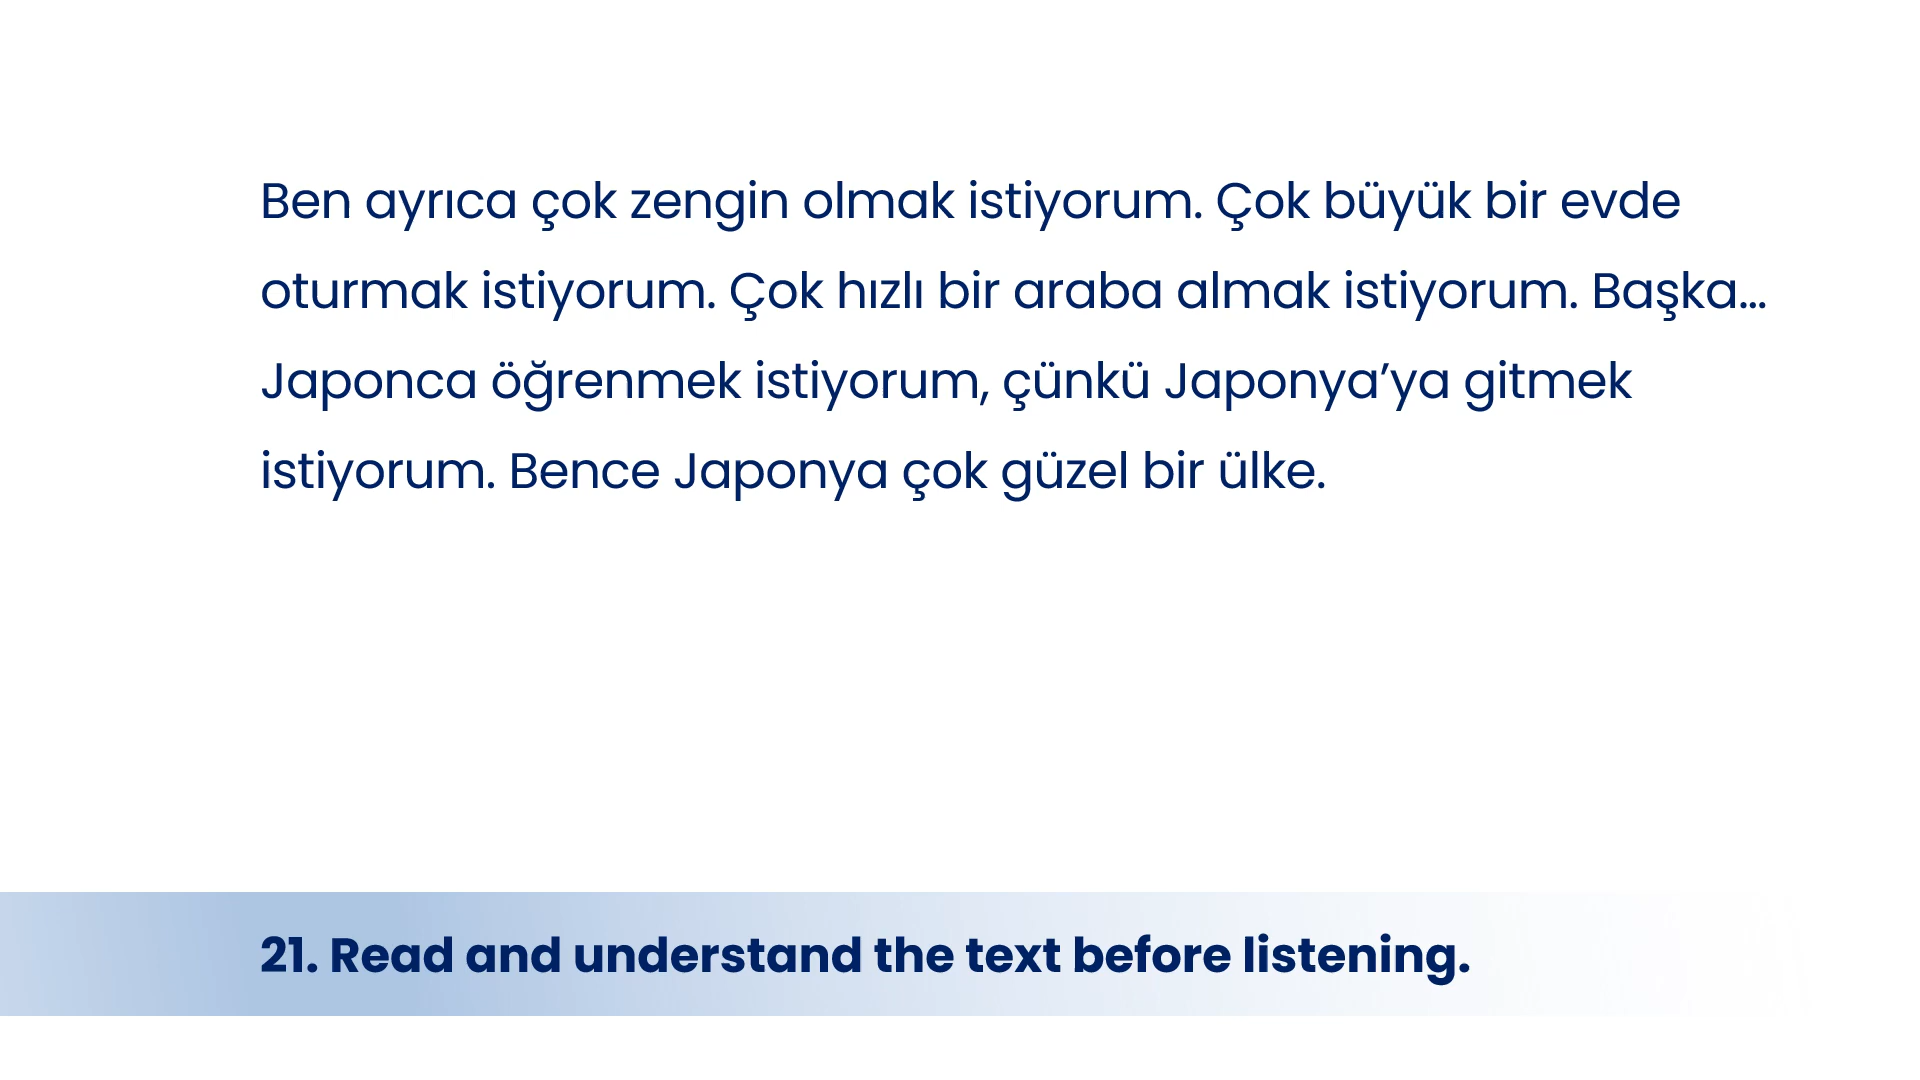 Ben ayrıca çok zengin olmak istiyorum. Çok büyük bir evde
oturmak istiyorum. Çok hızlı bir araba almak istiyorum. Başka...
Japonca öğrenmek istiyorum, çünkü Japonya’ya gitmek
istiyorum. Bence Japonya çok güzel bir ülke.
21. Read and understand the text before listening.